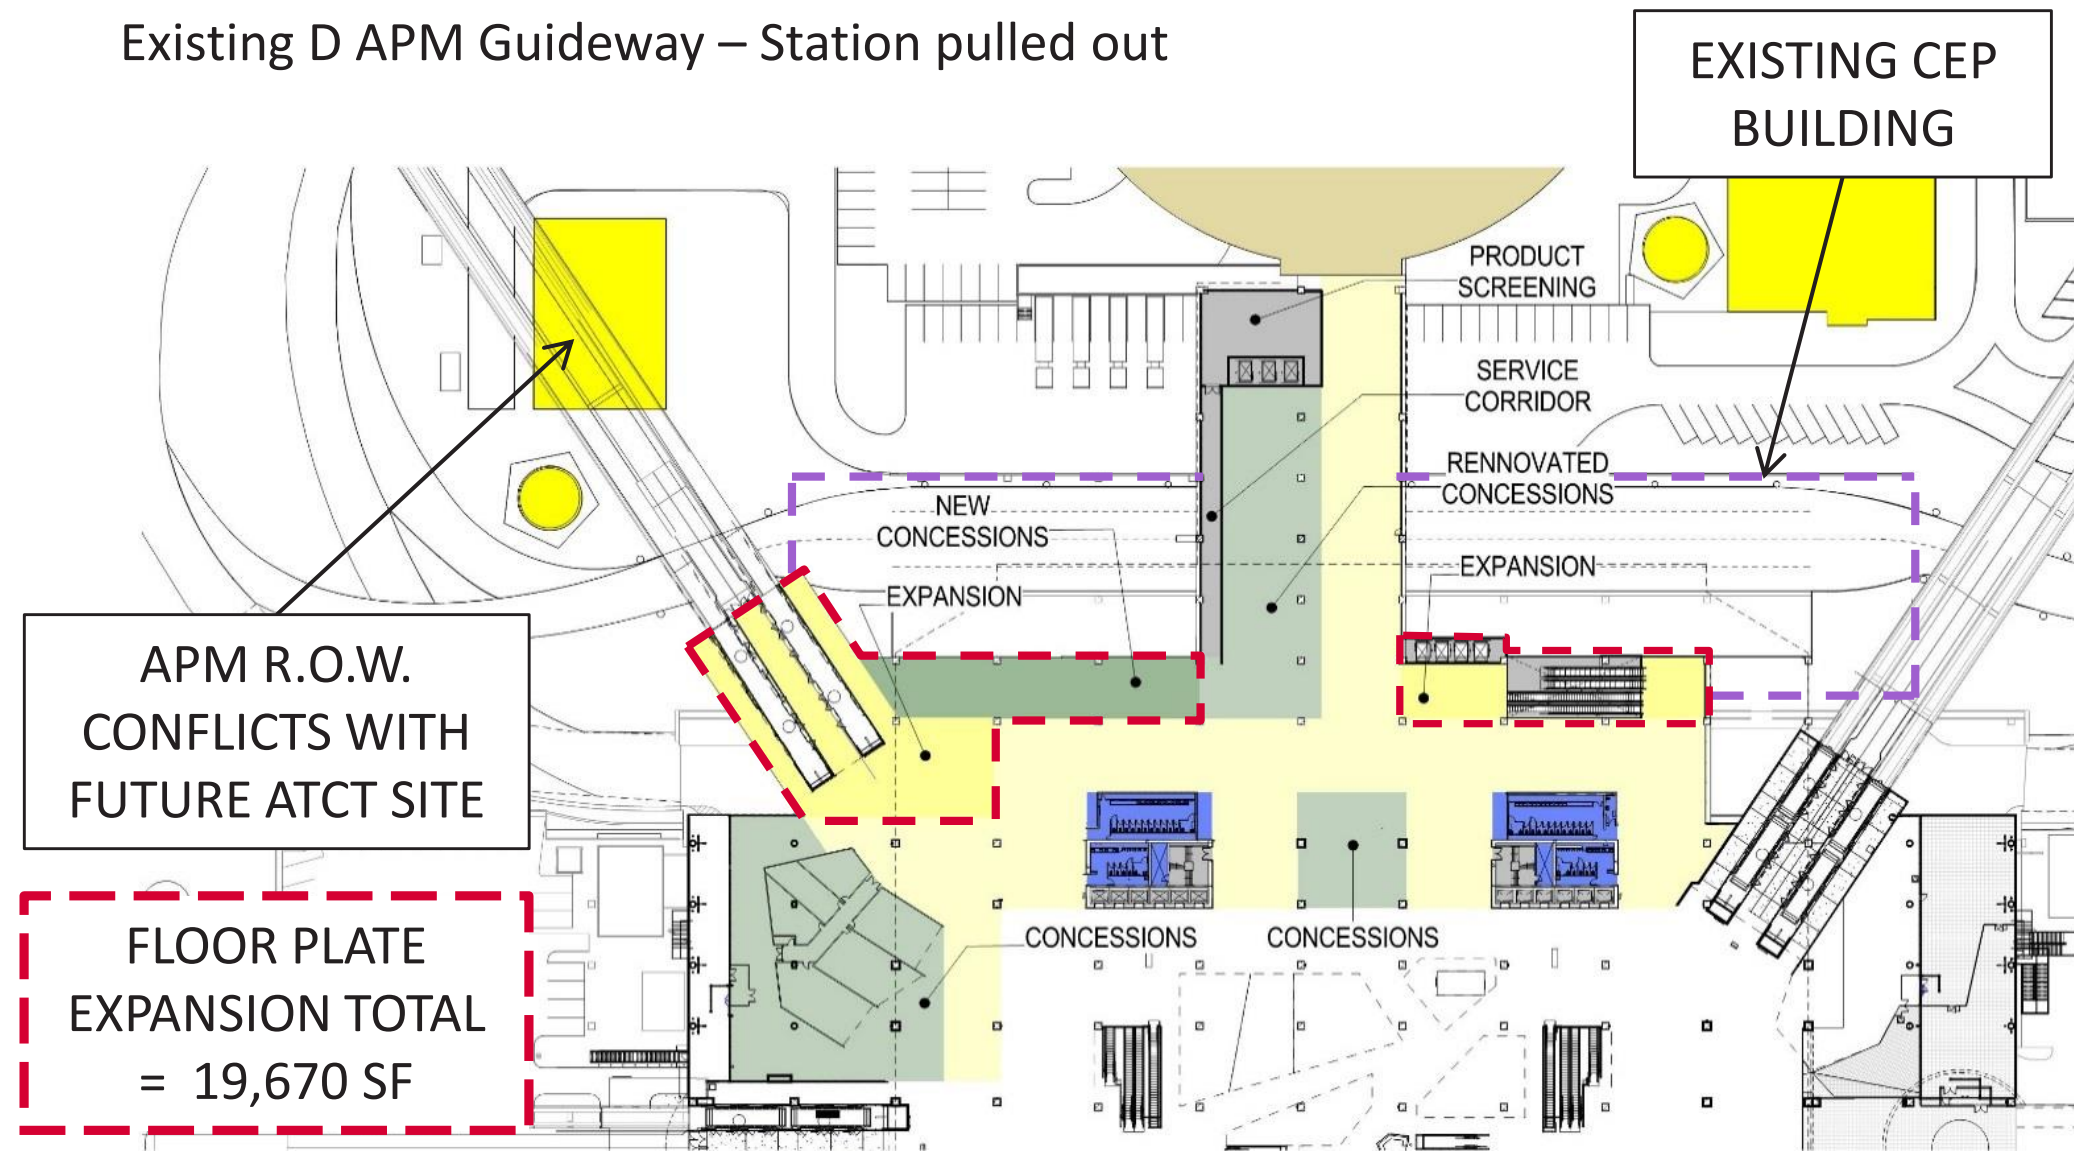 Existing D APM Guideway – Station pulled out
EXISTING CEP
BUILDING
PRODUCT
SCREENING
SERVICE
CORRIDOR
RENNOVATED
CONCESSIONS
NEW
CONCESSIONS
EXPANSION
EXPANSION
APM R.O.W.
CONFLICTS WITH
FUTURE ATCT SITE
FLOOR PLATE
EXPANSION TOTAL
= 19,670 SF
CONCESSIONS
CONCESSIONS